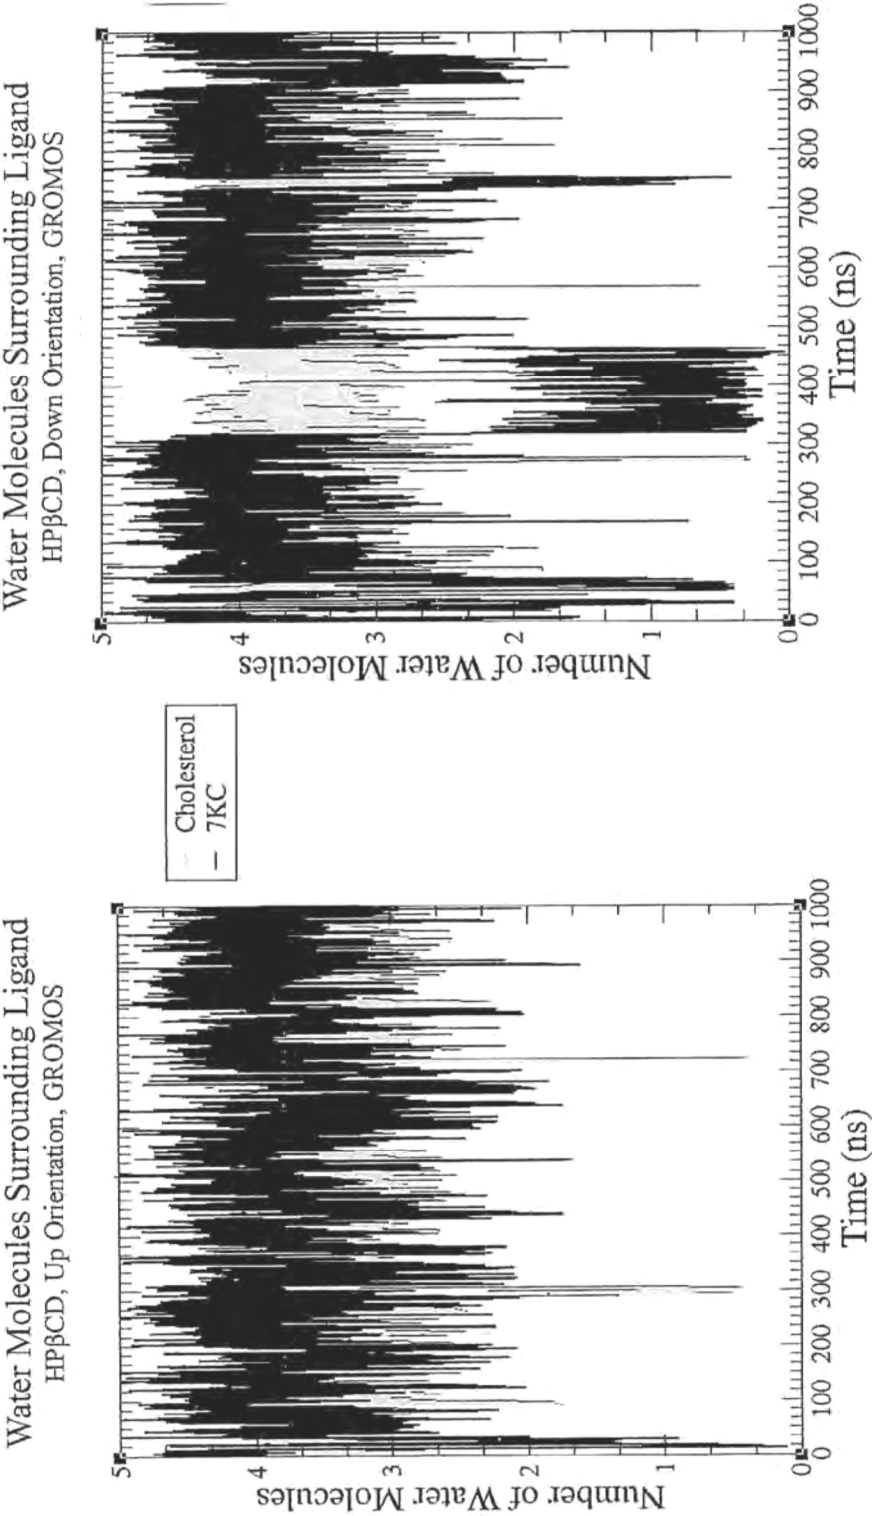 Water Molecules Surrounding Ligand
HPβCD, Up Orientation, GROMOS
Number of Water Molecules
5
4
3
2
1
0
0 100 200 300 400 500 600 700 800 900 1000
Time (ns)
Cholesterol
7KC
Water Molecules Surrounding Ligand
HPβCD, Down Orientation, GROMOS
Number of Water Molecules
5
4
3
2
1
0
0 100 200 300 400 500 600 700 800 900 1000
Time (ns)